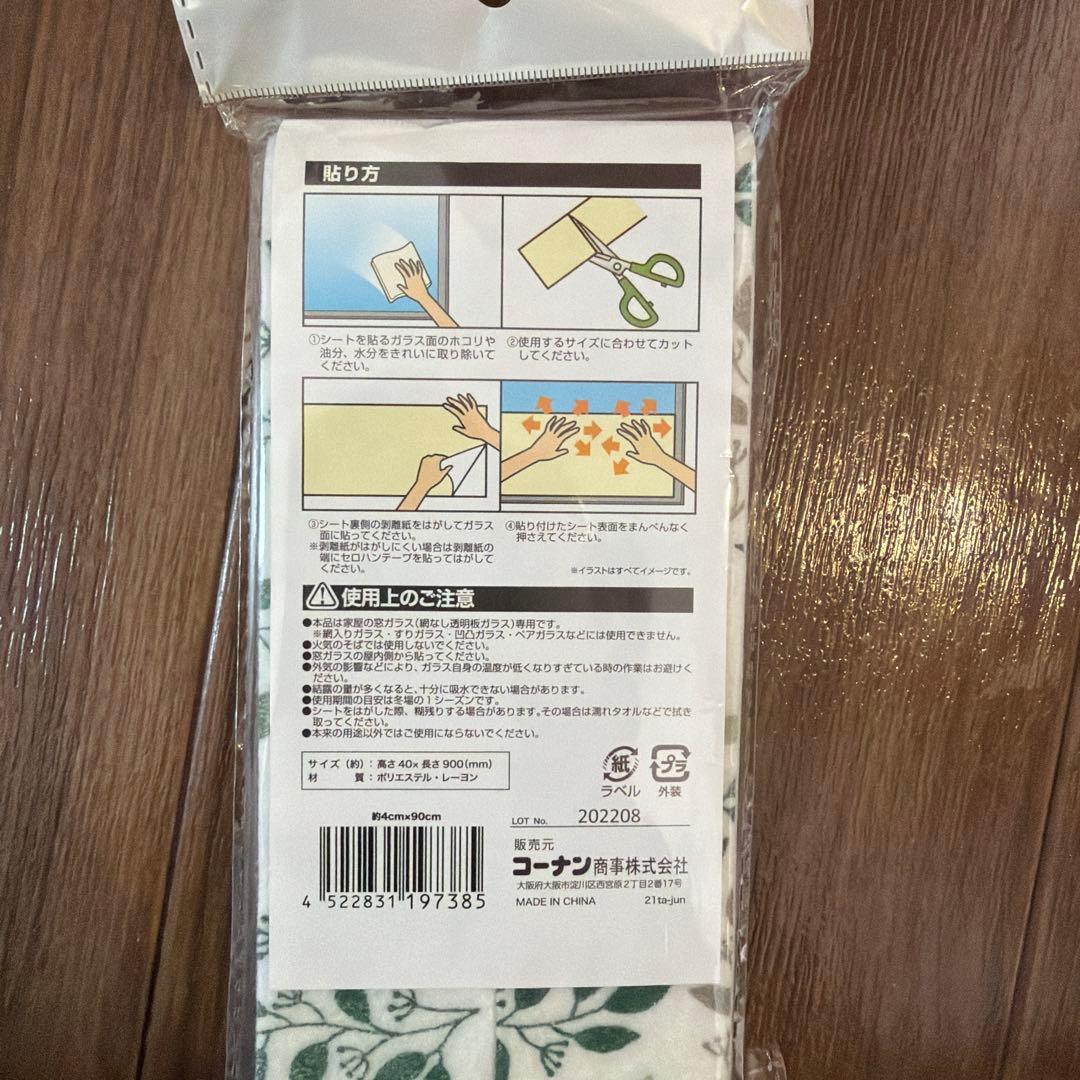 貼り方
①シートを貼るガラス面のホコリや
油分、水分をきれいに取り除いて
ください。
②使用するサイズに合わせてカット
してください。
③シート裏側の剥離紙をはがしてガラス
面に貼ってください。
※剥離紙がはがしにくい場合は剥離紙の
端にセロハンテープを貼ってはがして
ください。
④貼り付けたシート表面をまんべんなく
押さえてください。
※イラストはすべてイメージです。
使用上のご注意
●本品は家屋の窓ガラス(網なし透明板ガラス)専用です。
※網入りガラス・すりガラス・凹凸ガラス・ペアガラスなどには使用できません。
●火気のそばでは使用しないでください。
●窓ガラスの屋内側から貼ってください。
●外気の影響などにより、ガラス自身の温度が低くなりすぎている時の作業はお避けく
ださい。
●結露の量が多くなると、十分に吸水できない場合があります。
●使用期間の目安は冬場の1シーズンです。
●シートをはがした際、糊残りする場合があります。その場合は濡れタオルなどで拭き
取ってください。
●本来の用途以外ではご使用にならないでください。
サイズ(約):高さ40×長さ900(mm)
材 質:ポリエステル・レーヨン
紙
ラベル
プラ
外装
約4cm×90cm
4 522831 197385
LOT No. 202208
販売元
コーナン商事株式会社
大阪府大阪市淀川区西宮原2丁目2番17号
MADE IN CHINA 21ta-jun